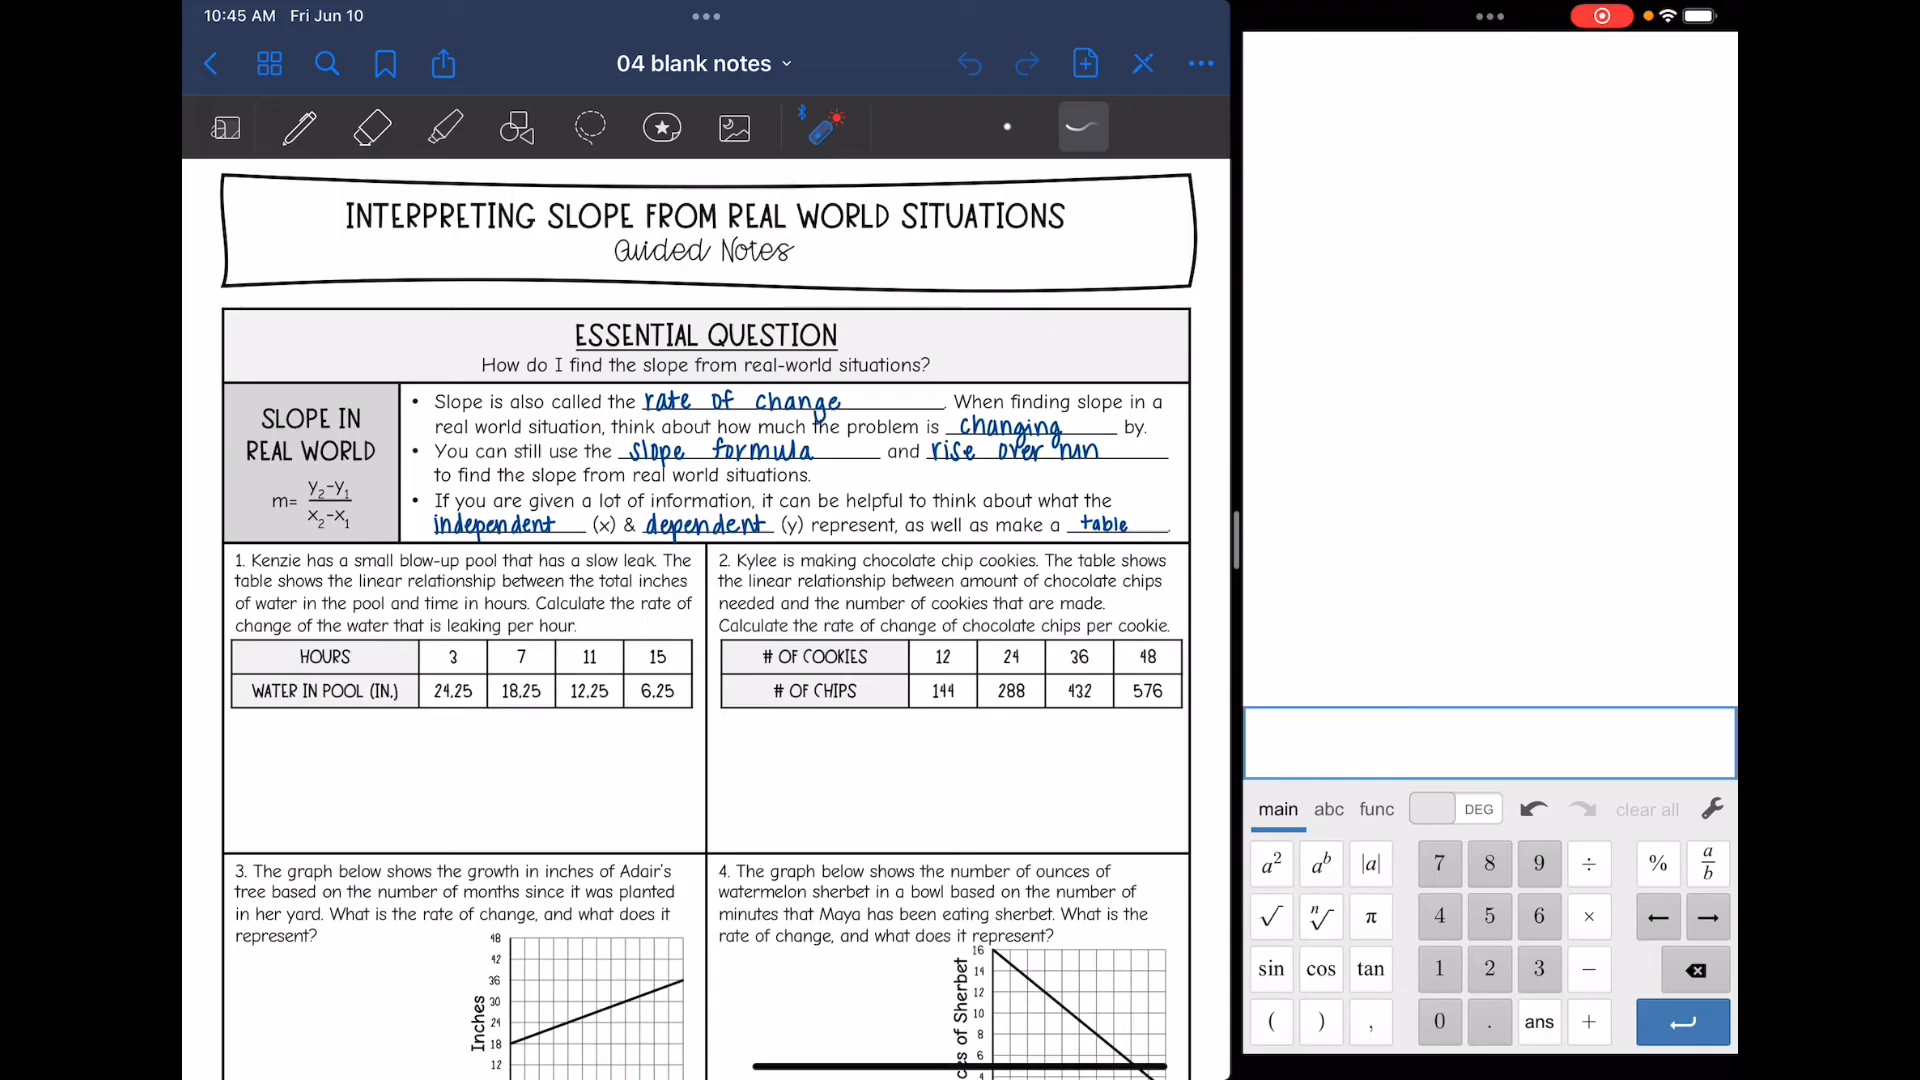 10:45 AM Fri Jun 10
04 blank notes
INTERPRETING SLOPE FROM REAL WORLD SITUATIONS
Guided Notes
ESSENTIAL QUESTION
How do I find the slope from real-world situations?
SLOPE IN
REAL WORLD
m= y₂-y₁
x₂-x₁
• Slope is also called the rate of change. When finding slope in a
real world situation, think about how much the problem is changing by.
• You can still use the slope formula and rise over run
to find the slope from real world situations.
• If you are given a lot of information, it can be helpful to think about what the
independent (x) & dependent (y) represent, as well as make a table.
1. Kenzie has a small blow-up pool that has a slow leak. The
table shows the linear relationship between the total inches
of water in the pool and time in hours. Calculate the rate of
change of the water that is leaking per hour.
HOURS 3 7 11 15
WATER IN POOL (IN.) 24.25 18.25 12.25 6.25
2. Kylee is making chocolate chip cookies. The table shows
the linear relationship between amount of chocolate chips
needed and the number of cookies that are made.
Calculate the rate of change of chocolate chips per cookie.
# OF COOKIES 12 24 36 48
# OF CHIPS 144 288 432 576
3. The graph below shows the growth in inches of Adair's
tree based on the number of months since it was planted
in her yard. What is the rate of change, and what does it
represent?
48
42
36
30
24
18
12
Inches
4. The graph below shows the number of ounces of
watermelon sherbet in a bowl based on the number of
minutes that Maya has been eating sherbet. What is the
rate of change, and what does it represent?
16
14
12
10
8
6
4
es of Sherbet
main abc func DEG clear all
a² aᵇ |a| 7 8 9 ÷ % a/b
√ ⁿ√ π 4 5 6 × ← →
sin cos tan 1 2 3 −
( ) , 0 . ans +